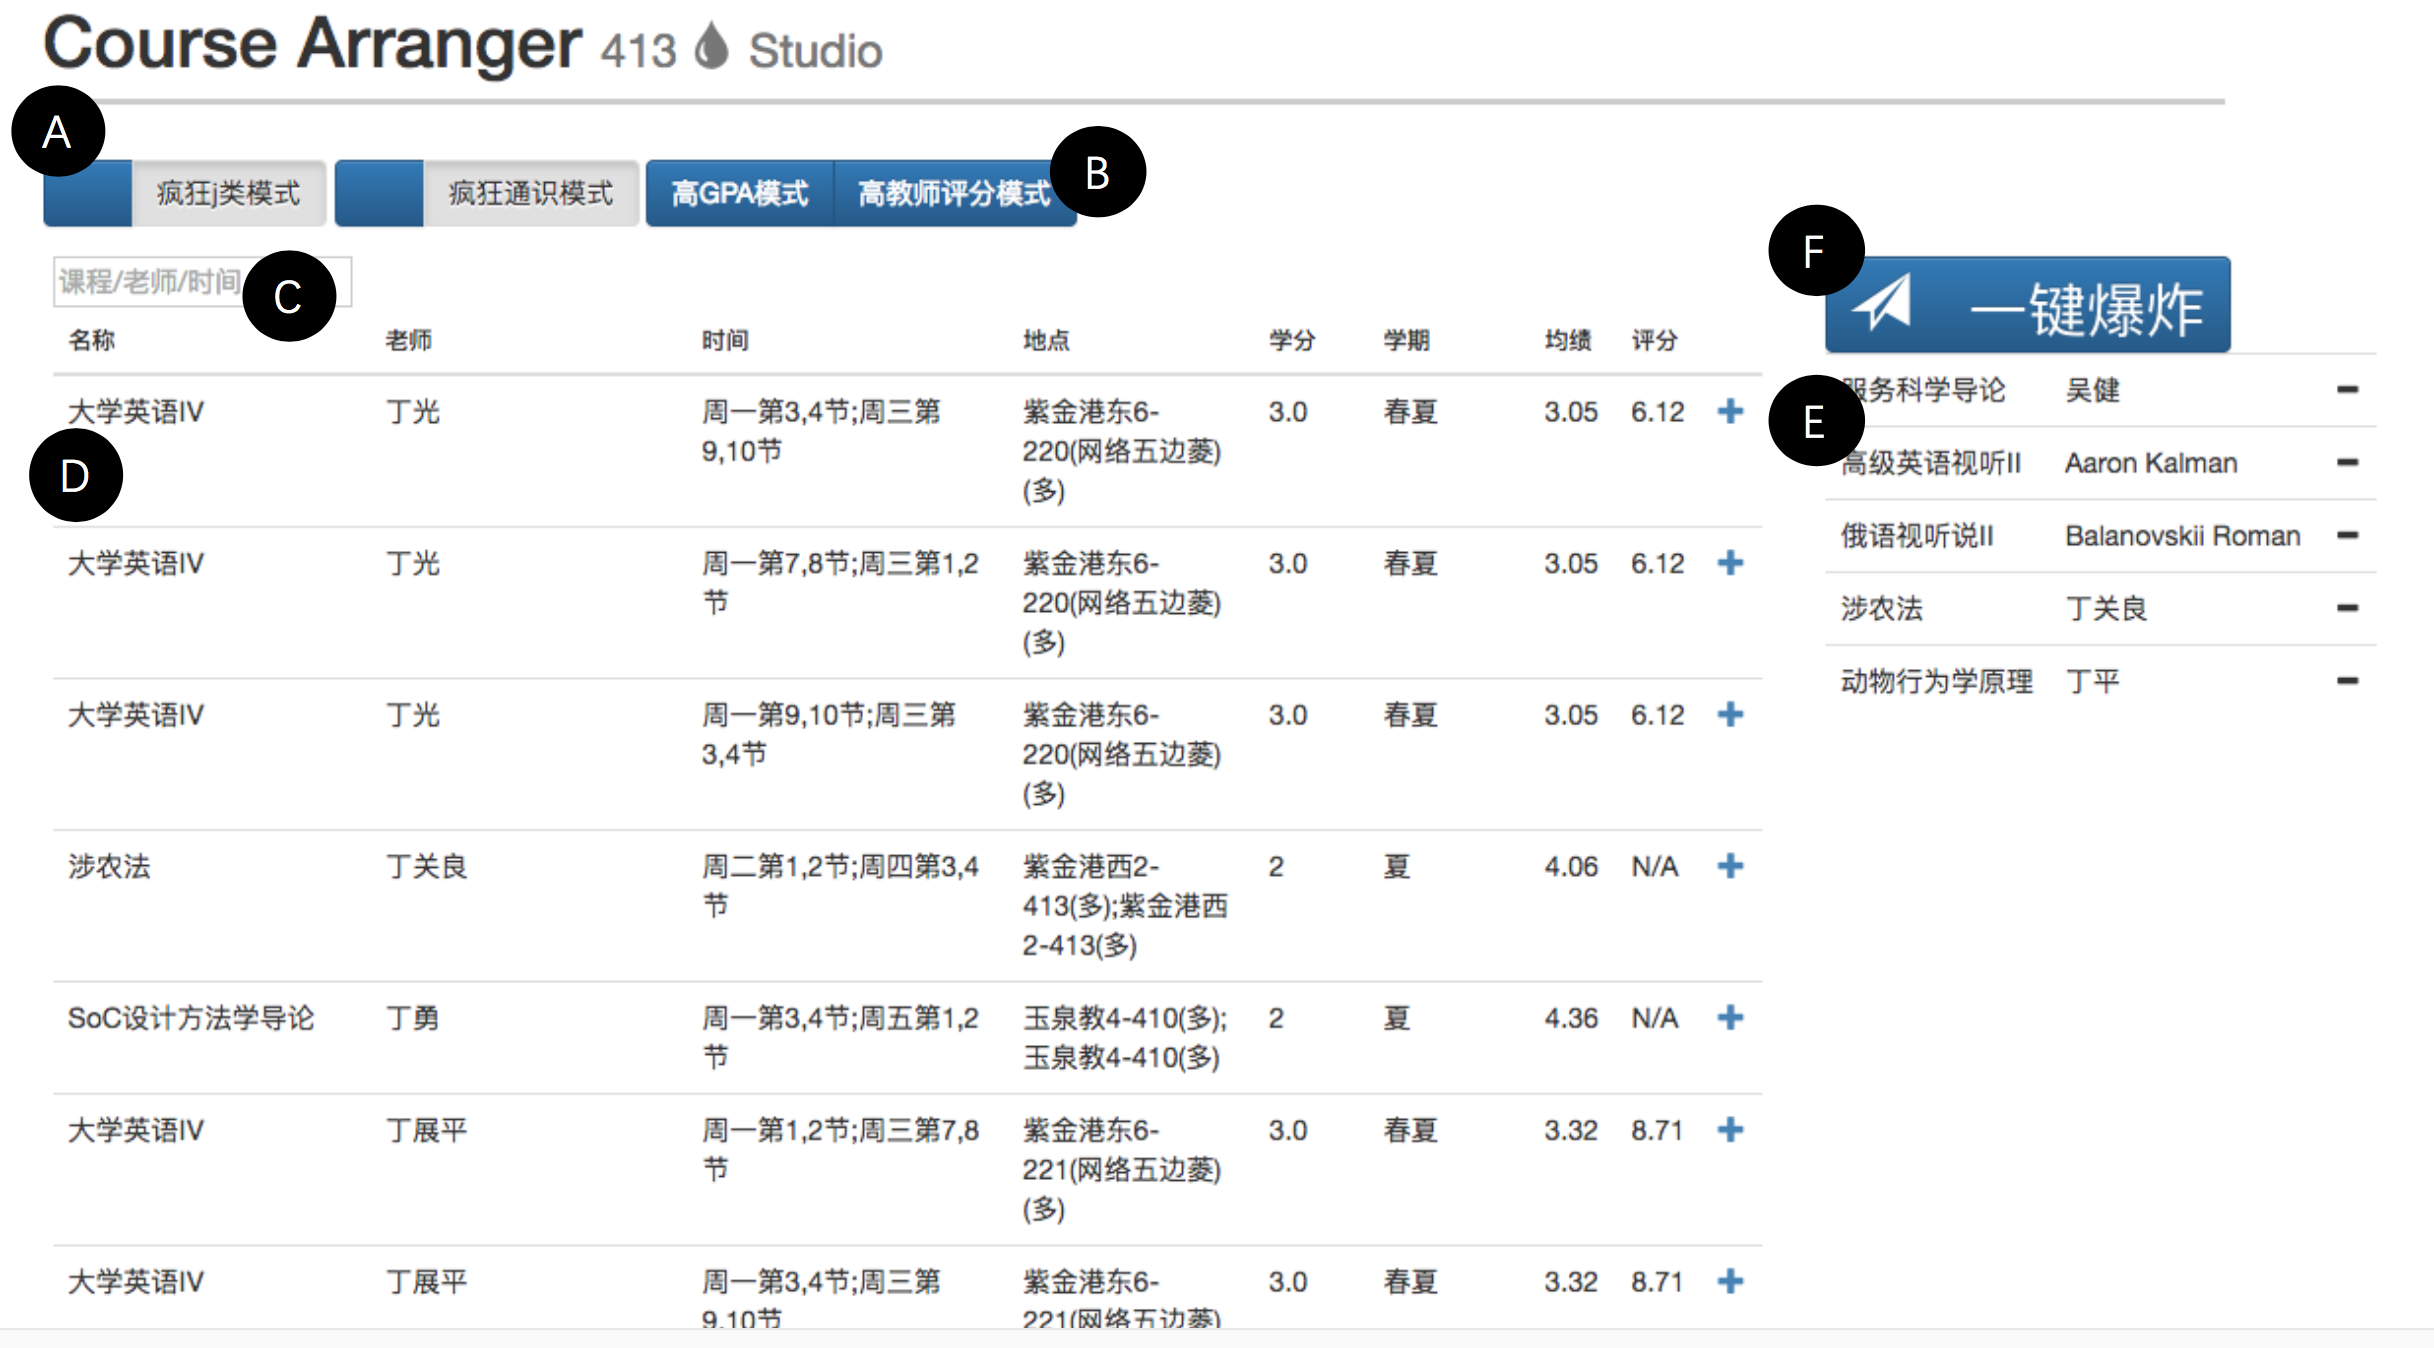 Course Arranger 413 Studio
A
疯狂j类模式 疯狂通识模式 高GPA模式 高教师评分模式
B
课程/老师/时间
C
名称 老师 时间 地点 学分 学期 均绩 评分
大学英语IV 丁光 周一第3,4节;周三第 紫金港东6- 3.0 春夏 3.05 6.12
9,10节 220(网络五边菱)
(多)
D
大学英语IV 丁光 周一第7,8节;周三第1,2 紫金港东6- 3.0 春夏 3.05 6.12
节 220(网络五边菱)
(多)
大学英语IV 丁光 周一第9,10节;周三第 紫金港东6- 3.0 春夏 3.05 6.12
3,4节 220(网络五边菱)
(多)
涉农法 丁关良 周二第1,2节;周四第3,4 紫金港西2- 2 夏 4.06 N/A
节 413(多);紫金港西
2-413(多)
SoC设计方法学导论 丁勇 周一第3,4节;周五第1,2 玉泉教4-410(多); 2 夏 4.36 N/A
节 玉泉教4-410(多)
大学英语IV 丁展平 周一第1,2节;周三第7,8 紫金港东6- 3.0 春夏 3.32 8.71
节 221(网络五边菱)
(多)
大学英语IV 丁展平 周一第3,4节;周三第 紫金港东6- 3.0 春夏 3.32 8.71
9,10节 221(网络五边菱)
F
一键爆炸
服务科学导论 吴健
E
高级英语视听II Aaron Kalman
俄语视听说II Balanovskii Roman
涉农法 丁关良
动物行为学原理 丁平